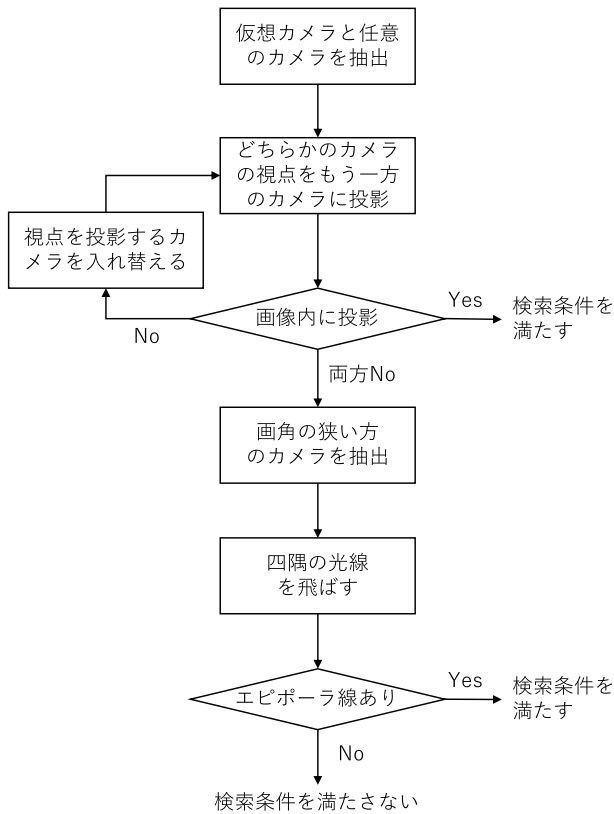 仮想カメラと任意
のカメラを抽出
どちらかのカメラ
の視点をもう一方
のカメラに投影
視点を投影するカ
メラを入れ替える
画像内に投影
Yes
検索条件を
満たす
No
両方No
画角の狭い方
のカメラを抽出
四隅の光線
を飛ばす
エピポーラ線あり
Yes
検索条件を
満たす
No
検索条件を満たさない